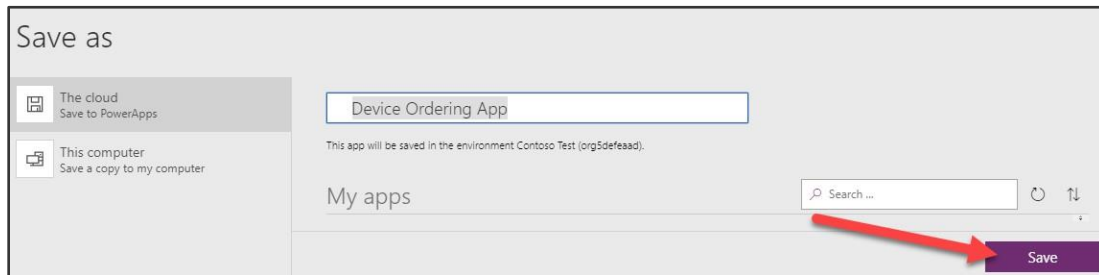 Save as
The cloud
Save to PowerApps
This computer
Save a copy to my computer
Device Ordering App
This app will be saved in the environment Contoso Test (org5defeaad).
My apps
Search ...
Save